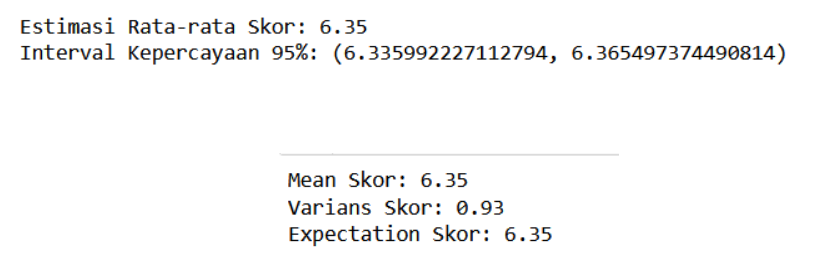 Estimasi Rata-rata Skor: 6.35
Interval Kepercayaan 95%: (6.335992227112794, 6.365497374490814)
Mean Skor: 6.35
Varians Skor: 0.93
Expectation Skor: 6.35